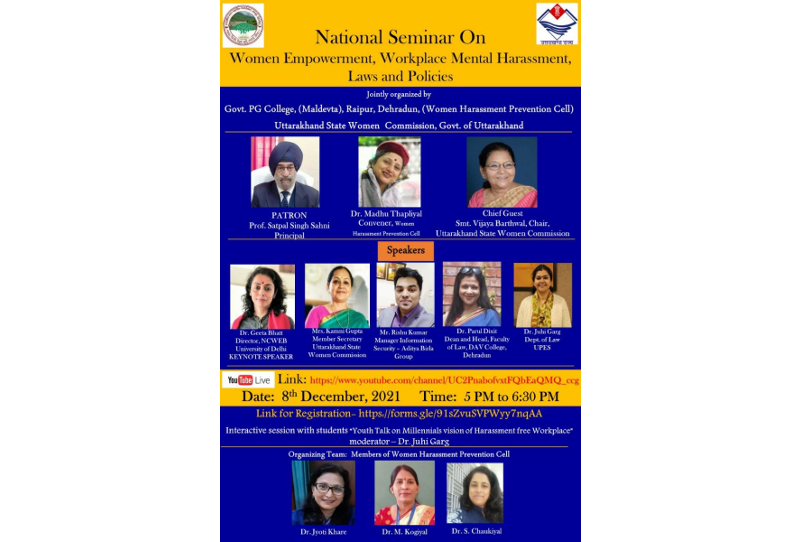 National Seminar On
Women Empowerment, Workplace Mental Harassment,
Laws and Policies
उत्तराखण्ड राज्य
Jointly organized by
Govt. PG College, (Maldevta), Raipur, Dehradun, (Women Harassment Prevention Cell)
Uttarakhand State Women Commission, Govt. of Uttarakhand
PATRON
Prof. Satpal Singh Sahni
Principal
Dr. Madhu Thapliyal
Convener, Women
Harassment Prevention Cell
Chief Guest
Smt. Vijaya Barthwal, Chair,
Uttarakhand State Women Commission
Speakers
Dr. Geeta Bhatt
Director, NCWEB
University of Delhi
KEYNOTE SPEAKER
Mrs. Kamni Gupta
Member Secretary
Uttarakhand State
Women Commission
Mr. Rishu Kumar
Manager Information
Security – Aditya Birla
Group
Dr. Parul Dixit
Dean and Head, Faculty
of Law, DAV College,
Dehradun
Dr. Juhi Garg
Dept. of Law
UPES
YouTube Live Link: https://www.youtube.com/channel/UC2PnabofvxtFQbEaQMQ_ccg
Date: 8th December, 2021 Time: 5 PM to 6:30 PM
Link for Registration- https://forms.gle/91sZvuSVPWyy7nqAA
Interactive session with students "Youth Talk on Millennials vision of Harassment free Workplace"
moderator – Dr. Juhi Garg
Organizing Team: Members of Women Harassment Prevention Cell
Dr. Jyoti Khare
Dr. M. Kogiyal
Dr. S. Chaukiyal